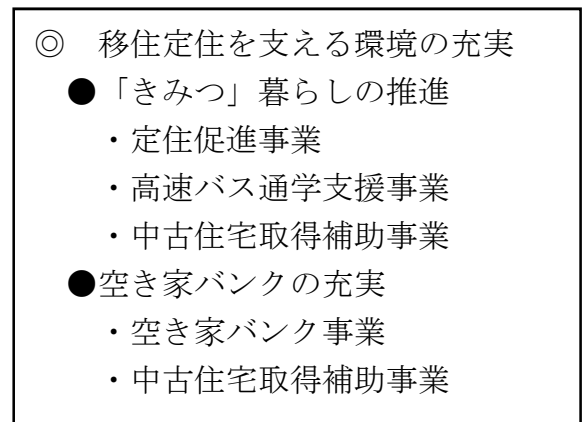 ◎　移住定住を支える環境の充実
●「きみつ」暮らしの推進
・定住促進事業
・高速バス通学支援事業
・中古住宅取得補助事業
●空き家バンクの充実
・空き家バンク事業
・中古住宅取得補助事業